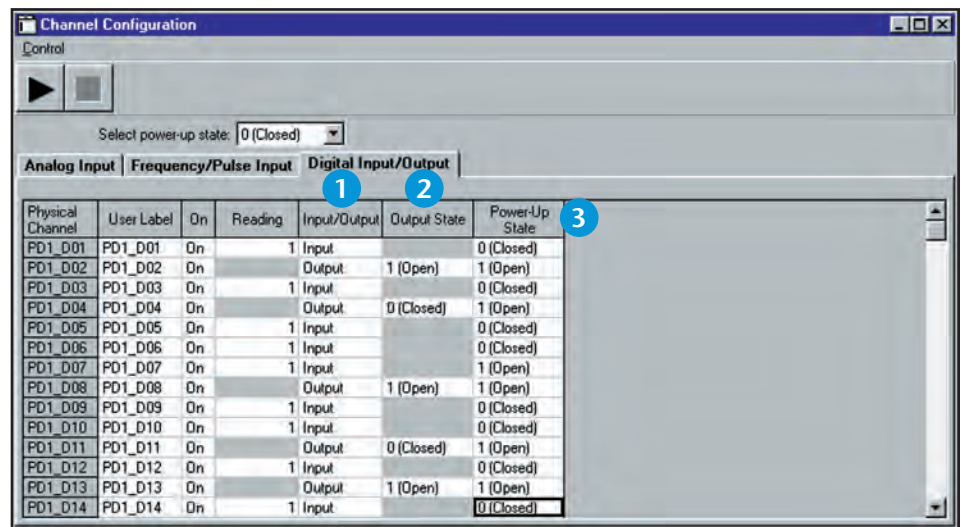 Channel Configuration
Control
Select power-up state: 0 (Closed)
Analog Input Frequency/Pulse Input Digital Input/Output
1 2
Physical Channel User Label On Reading Input/Output Output State Power-Up State 3
PD1_D01 PD1_D01 On 1 Input 0 (Closed)
PD1_D02 PD1_D02 On Output 1 (Open) 1 (Open)
PD1_D03 PD1_D03 On 1 Input 0 (Closed)
PD1_D04 PD1_D04 On Output 0 (Closed) 1 (Open)
PD1_D05 PD1_D05 On 1 Input 0 (Closed)
PD1_D06 PD1_D06 On 1 Input 0 (Closed)
PD1_D07 PD1_D07 On 1 Input 1 (Open)
PD1_D08 PD1_D08 On Output 1 (Open) 1 (Open)
PD1_D09 PD1_D09 On 1 Input 0 (Closed)
PD1_D10 PD1_D10 On 1 Input 0 (Closed)
PD1_D11 PD1_D11 On Output 0 (Closed) 1 (Open)
PD1_D12 PD1_D12 On 1 Input 0 (Closed)
PD1_D13 PD1_D13 On Output 1 (Open) 1 (Open)
PD1_D14 PD1_D14 On 1 Input 0 (Closed)